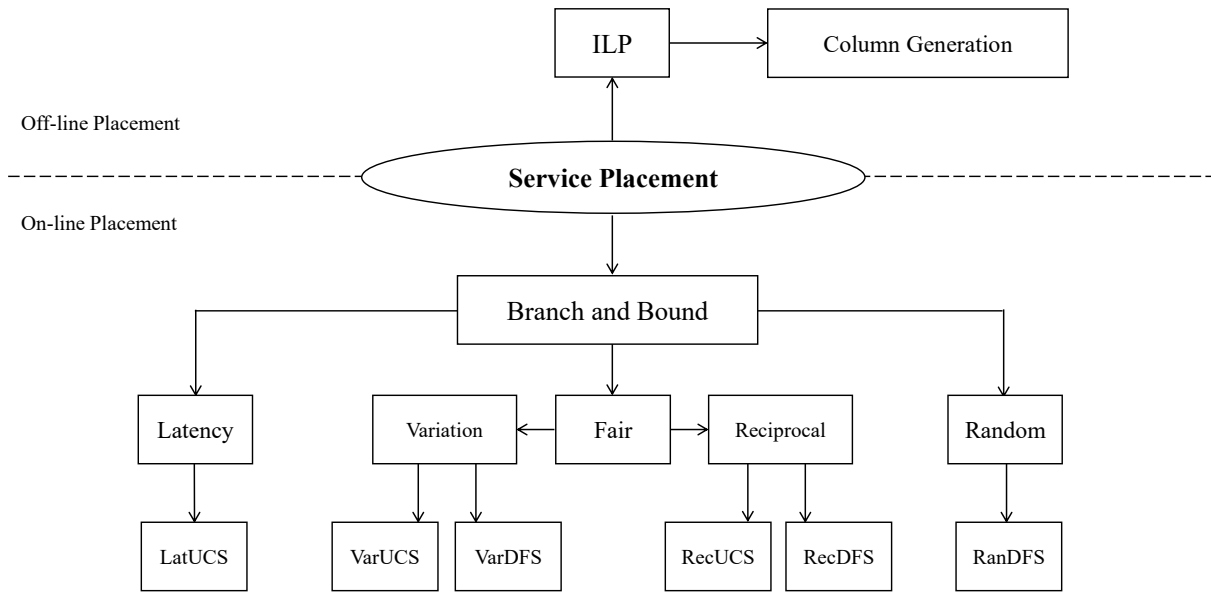 ILP
Column Generation
Off-line Placement
Service Placement
On-line Placement
Branch and Bound
Latency
Variation
Fair
Reciprocal
Random
LatUCS
VarUCS
VarDFS
RecUCS
RecDFS
RanDFS